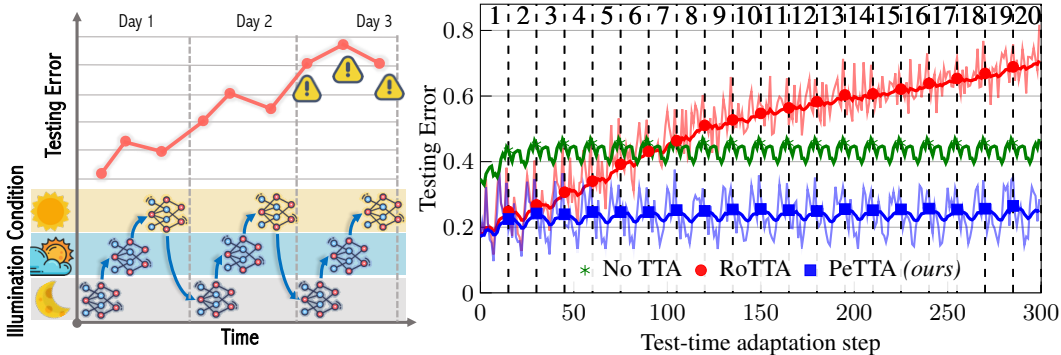 Day 1
Day 2
Day 3
Testing Error
Illumination Condition
Time
1 2 3 4 5 6 7 8 9 10 11 12 13 14 15 16 17 18 19 20
0.8
0.6
0.4
0.2
0
Testing Error
No TTA
RoTTA
PeTTA (ours)
0 50 100 150 200 250 300
Test-time adaptation step